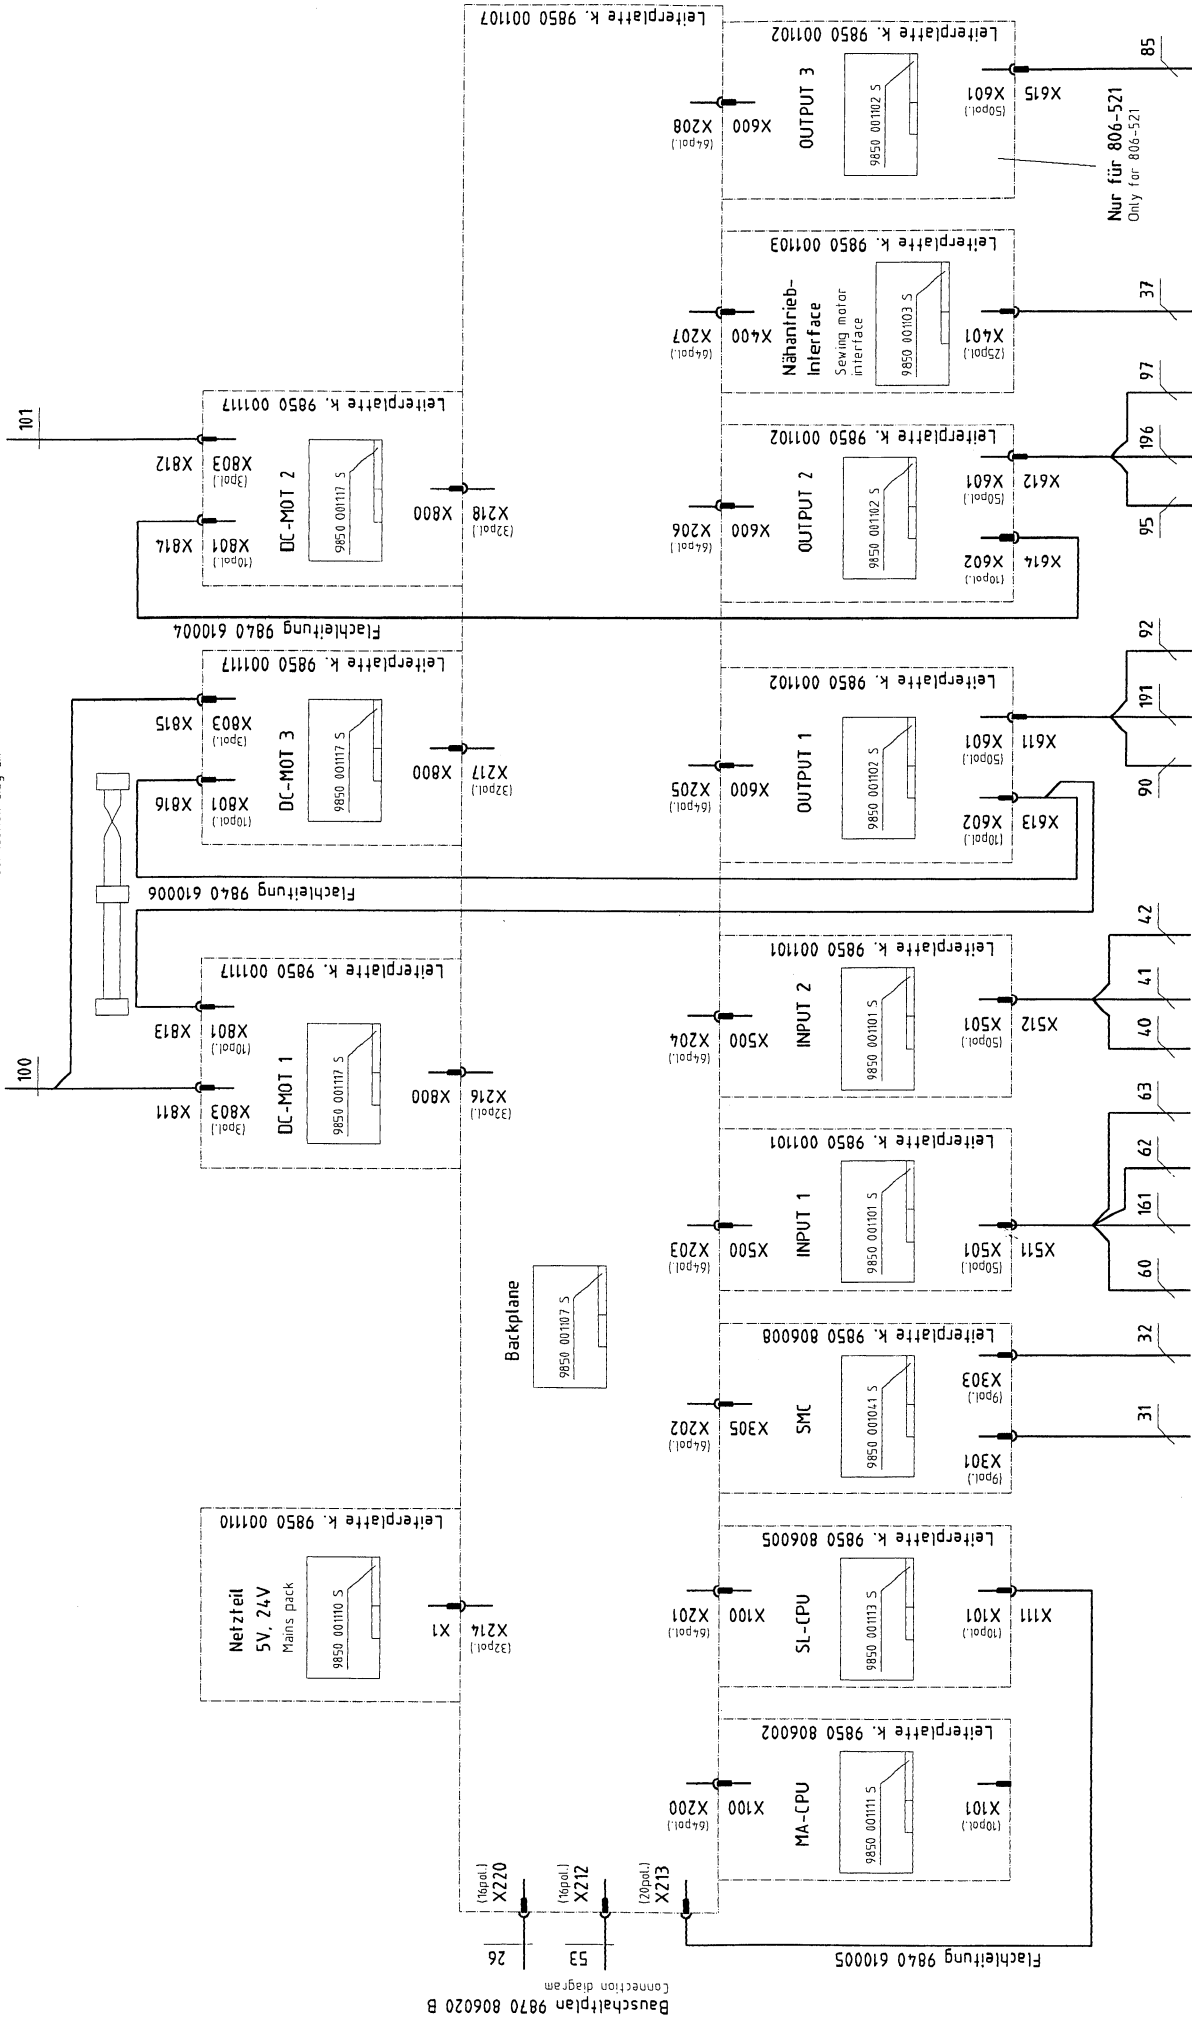 101
X812
X803
(3pol.)
X814
X801
(10pol.)
DC-MOT 2
9850 001117 S
Leiterplatte k. 9850 001117
X800
X218
(32pol.)
Flachleitung 9840 610004
X815
X803
(3pol.)
X816
X801
(10pol.)
DC-MOT 3
9850 001117 S
Leiterplatte k. 9850 001117
X800
X217
(32pol.)
Flachleitung 9840 610006
100
X813
X801
(10pol.)
X811
X803
(3pol.)
DC-MOT 1
9850 001117 S
Leiterplatte k. 9850 001117
X800
X216
(32pol.)
Netzteil
5V, 24V
Mains pack
9850 001110 S
Leiterplatte k. 9850 001110
X1
X214
(32pol.)
Leiterplatte k. 9850 001107
Backplane
9850 001107 S
(16pol.)
X220
26
(16pol.)
X212
53
(20pol.)
X213
X208
(64pol.)
X600
OUTPUT 3
9850 001102 S
Leiterplatte k. 9850 001102
X601
(50pol.)
X615
85
Nur für 806-521
Only for 806-521
X207
(64pol.)
X400
Nähantrieb-
Interface
Sewing motor
interface
9850 001103 S
Leiterplatte k. 9850 001103
X401
(25pol.)
37
X206
(64pol.)
X600
OUTPUT 2
9850 001102 S
Leiterplatte k. 9850 001102
X601
(50pol.)
X612
X602
(10pol.)
X614
97
196
95
X205
(64pol.)
X600
OUTPUT 1
9850 001102 S
Leiterplatte k. 9850 001102
X601
(50pol.)
X611
X602
(10pol.)
X613
92
191
90
X204
(64pol.)
X500
INPUT 2
9850 001101 S
Leiterplatte k. 9850 001101
X501
(50pol.)
X512
42
41
40
X203
(64pol.)
X500
INPUT 1
9850 001101 S
Leiterplatte k. 9850 001101
X501
(50pol.)
X511
63
62
161
60
X202
(64pol.)
X305
SMC
9850 001041 S
Leiterplatte k. 9850 806008
X303
(9pol.)
X301
(9pol.)
32
31
X201
(64pol.)
X100
SL-CPU
9850 001113 S
Leiterplatte k. 9850 806005
X101
(10pol.)
X111
X200
(64pol.)
X100
MA-CPU
9850 001111 S
Leiterplatte k. 9850 806002
X101
(10pol.)
Flachleitung 9840 610005
Bauschaltplan 9870 806020 B
Connection diagram